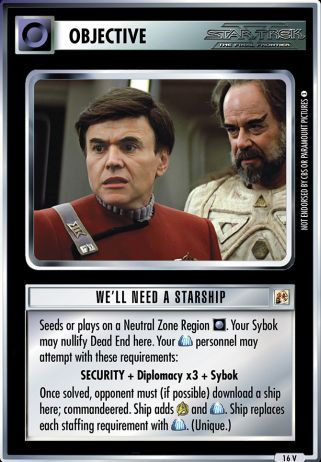 OBJECTIVE
STAR TREK
THE FINAL FRONTIER
NOT ENDORSED BY CBS OR PARAMOUNT PICTURES
WE'LL NEED A STARSHIP
Seeds or plays on a Neutral Zone Region. Your Sybok
may nullify Dead End here. Your personnel may
attempt with these requirements:
SECURITY + Diplomacy x3 + Sybok
Once solved, opponent must (if possible) download a
ship here; commandeered. Ship adds and. Ship replaces
each staffing requirement with. (Unique.)
16 V